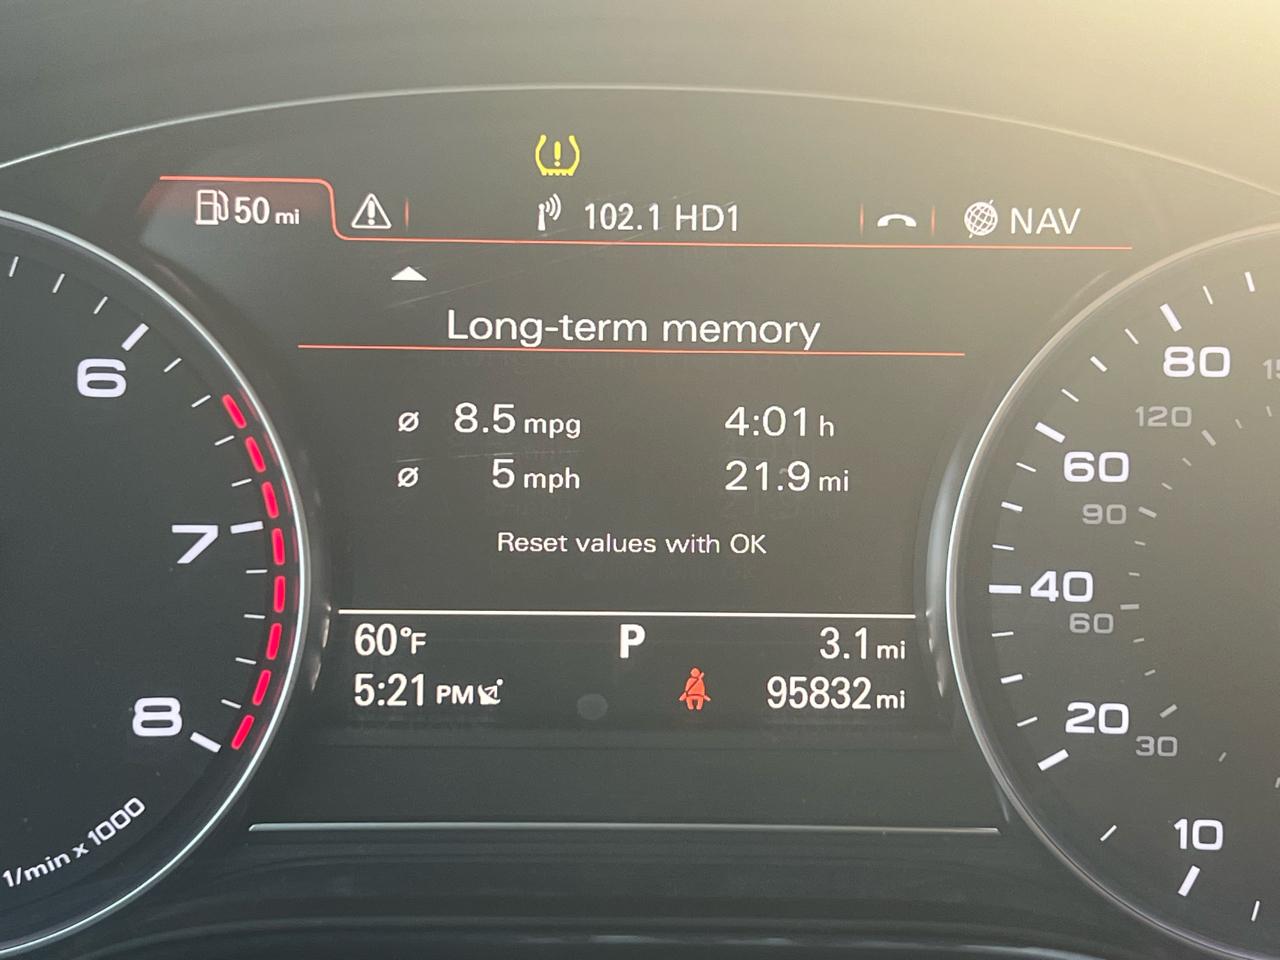 50 mi
102.1 HD1
NAV
Long-term memory
ø 8.5 mpg 4:01 h
ø 5 mph 21.9 mi
Reset values with OK
60°F P 3.1 mi
5:21 PM 95832 mi
6
7
8
1/min x 1000
80
120
60
90
40
60
20
30
10